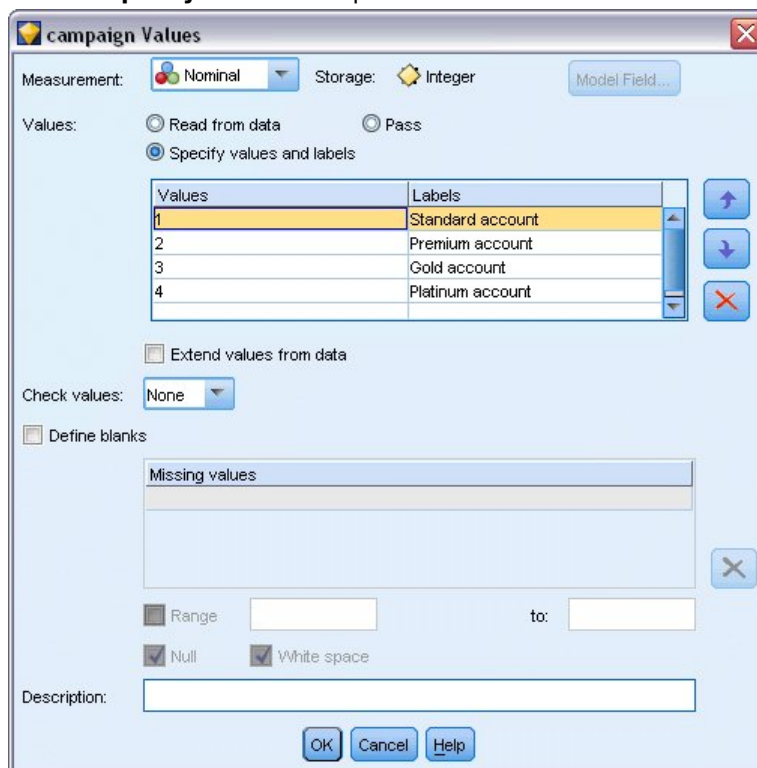 campaign Values
Measurement: Nominal Storage: Integer Model Field...
Values: Read from data Pass
Specify values and labels
Values Labels
1 Standard account
2 Premium account
3 Gold account
4 Platinum account
Extend values from data
Check values: None
Define blanks
Missing values
Range to:
Null White space
Description:
OK Cancel Help